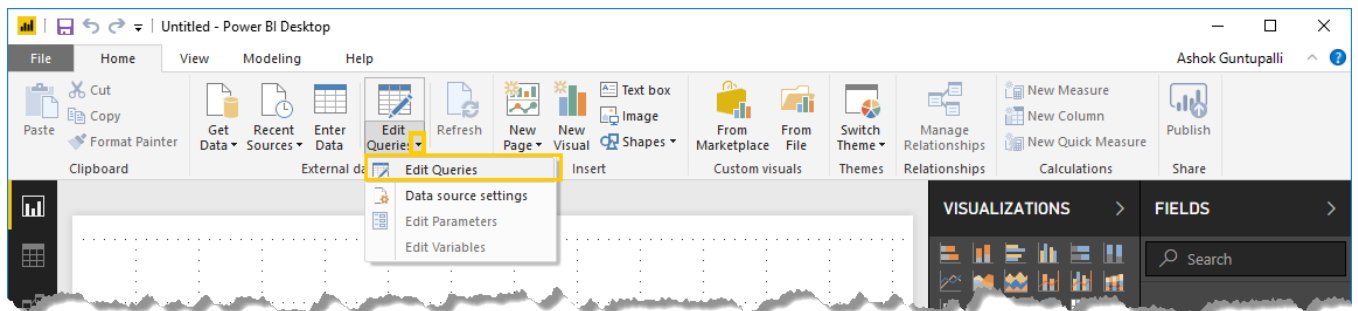 Untitled - Power BI Desktop
File Home View Modeling Help Ashok Guntupalli ?
Cut
Copy
Format Painter
Paste
Get Data
Recent Sources
Enter Data
Edit Queries
Refresh
New Page
New Visual
Text box
Image
Shapes
From Marketplace
From File
Switch Theme
Manage Relationships
New Measure
New Column
New Quick Measure
Publish
Clipboard External da Insert Custom visuals Themes Relationships Calculations Share
Edit Queries
Data source settings
Edit Parameters
Edit Variables
VISUALIZATIONS > FIELDS >
Search